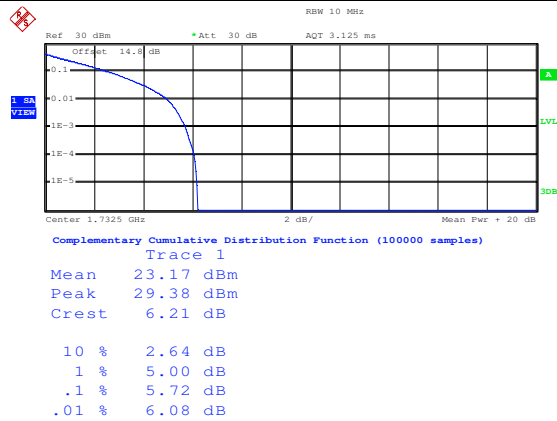 RBW 10 MHz
Ref 30 dBm * Att 30 dB AQT 3.125 ms
Offset 14.8 dB
0.1
A
0.01
1 SA
VIEW
1E-3
LVL
1E-4
1E-5
3DB
Center 1.7325 GHz 2 dB/ Mean Pwr + 20 dB
Complementary Cumulative Distribution Function (100000 samples)
Trace 1
Mean 23.17 dBm
Peak 29.38 dBm
Crest 6.21 dB
10 % 2.64 dB
1 % 5.00 dB
.1 % 5.72 dB
.01 % 6.08 dB